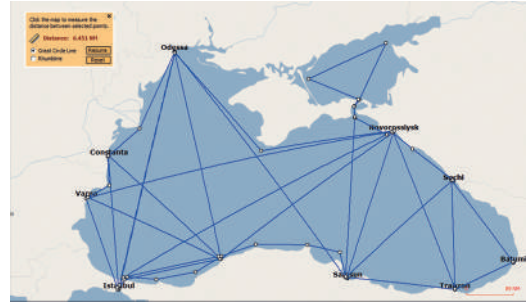 Click the map to measure the
distance between selected points.
Distance: 6.451 NM
Great Circle Line
Resume
Rhumbline
Reset
Odessa
Novorossiysk
Constanta
Sochi
Varna
Batumi
Istanbul
Samsun
Trabzon